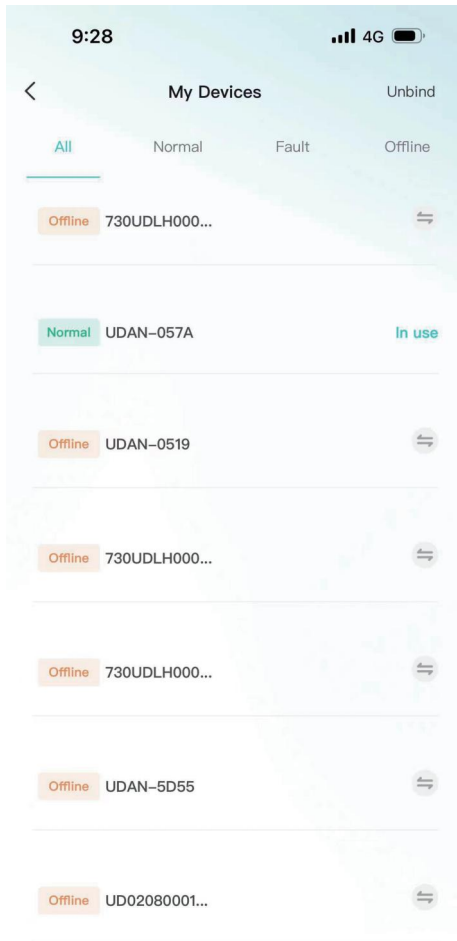 9:28 4G
My Devices Unbind
All Normal Fault Offline
Offline 730UDLH000...
Normal UDAN-057A In use
Offline UDAN-0519
Offline 730UDLH000...
Offline 730UDLH000...
Offline UDAN-5D55
Offline UD02080001...